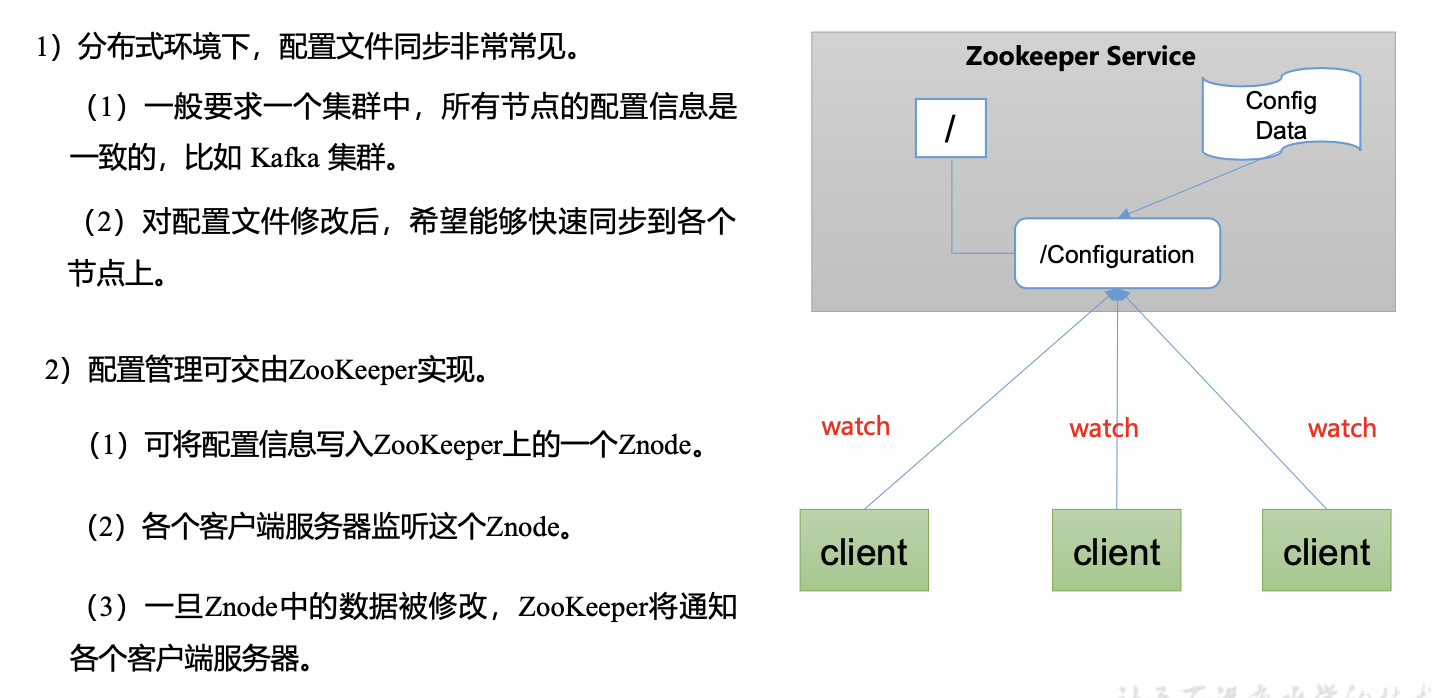 1）分布式环境下，配置文件同步非常常见。
（1）一般要求一个集群中，所有节点的配置信息是
一致的，比如 Kafka 集群。
（2）对配置文件修改后，希望能够快速同步到各个
节点上。
2）配置管理可交由ZooKeeper实现。
（1）可将配置信息写入ZooKeeper上的一个Znode。
（2）各个客户端服务器监听这个Znode。
（3）一旦Znode中的数据被修改，ZooKeeper将通知
各个客户端服务器。
Zookeeper Service
/
Config
Data
/Configuration
watch
watch
watch
client
client
client